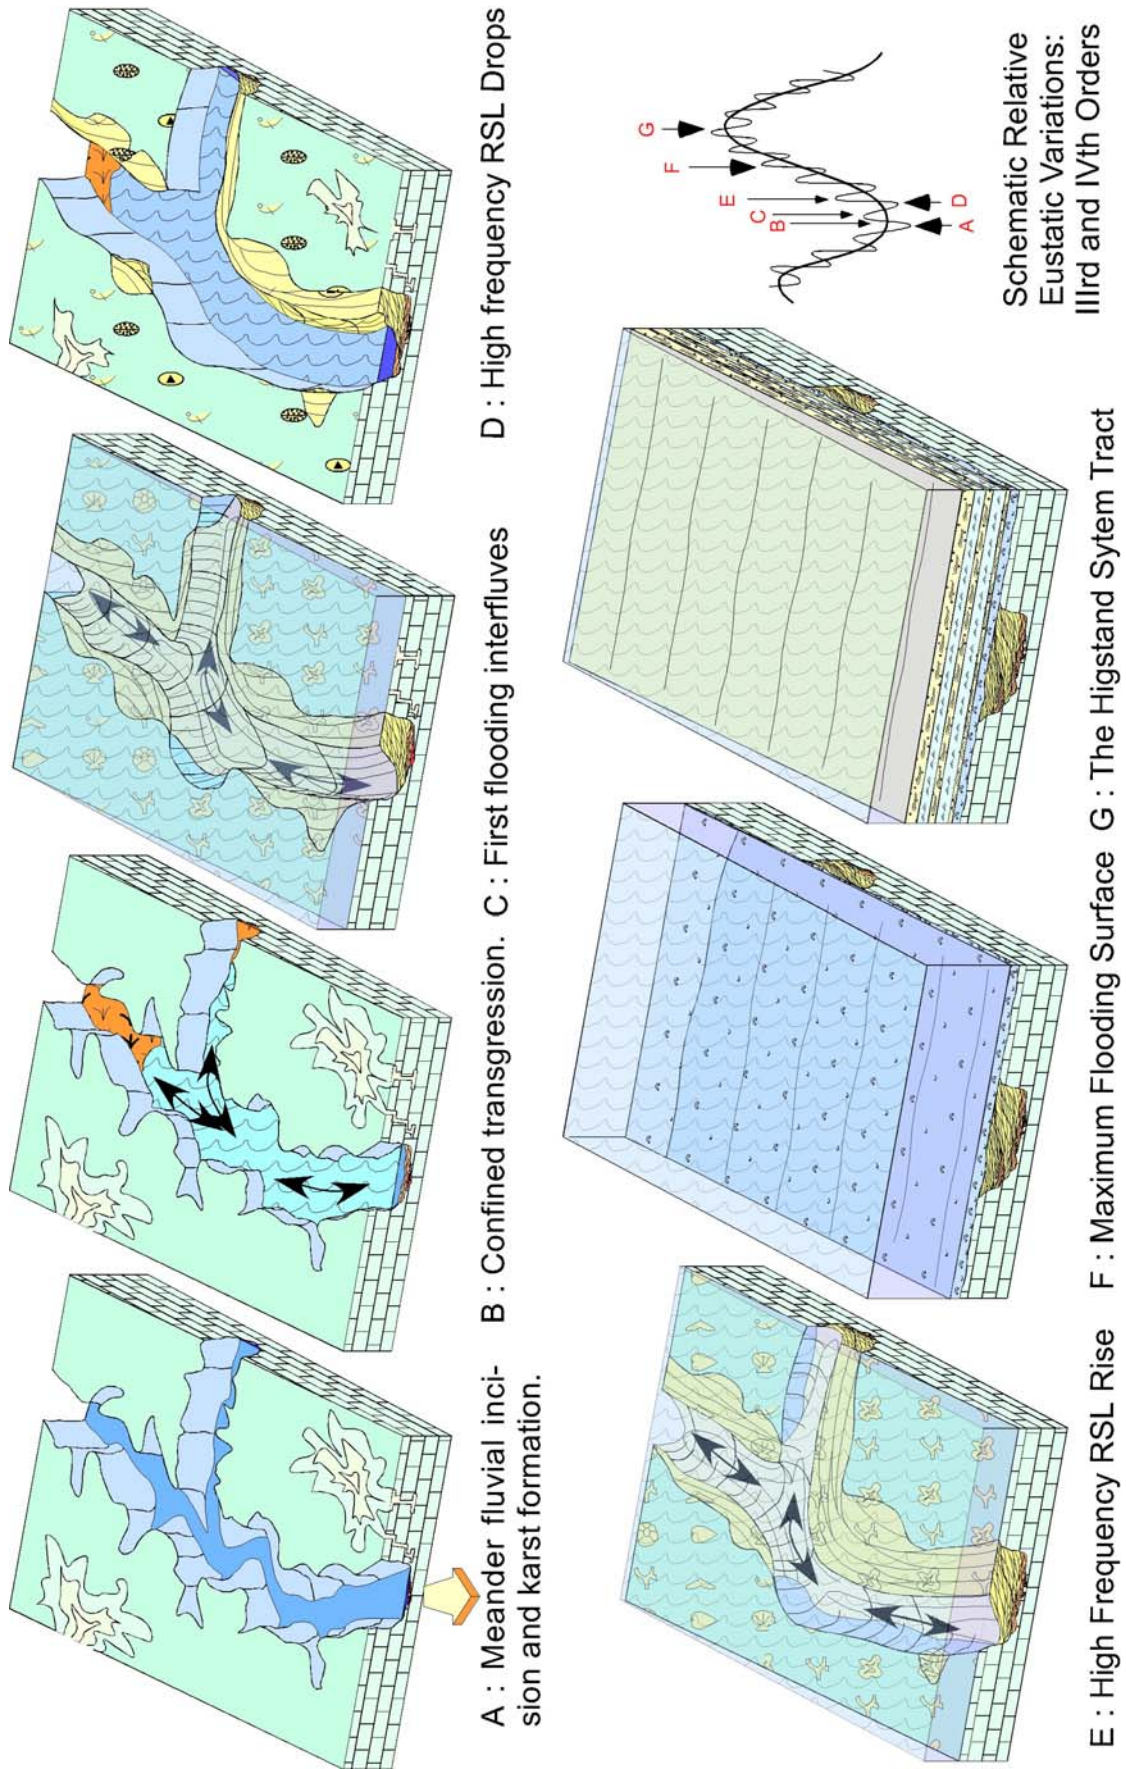 A : Meander fluvial inci-
sion and karst formation.
B : Confined transgression.
C : First flooding interfluves
D : High frequency RSL Drops
E : High Frequency RSL Rise
F : Maximum Flooding Surface
G : The Higstand Sytem Tract
B
C
E
F
G
A
D
Schematic Relative
Eustatic Variations:
IIIrd and IVth Orders